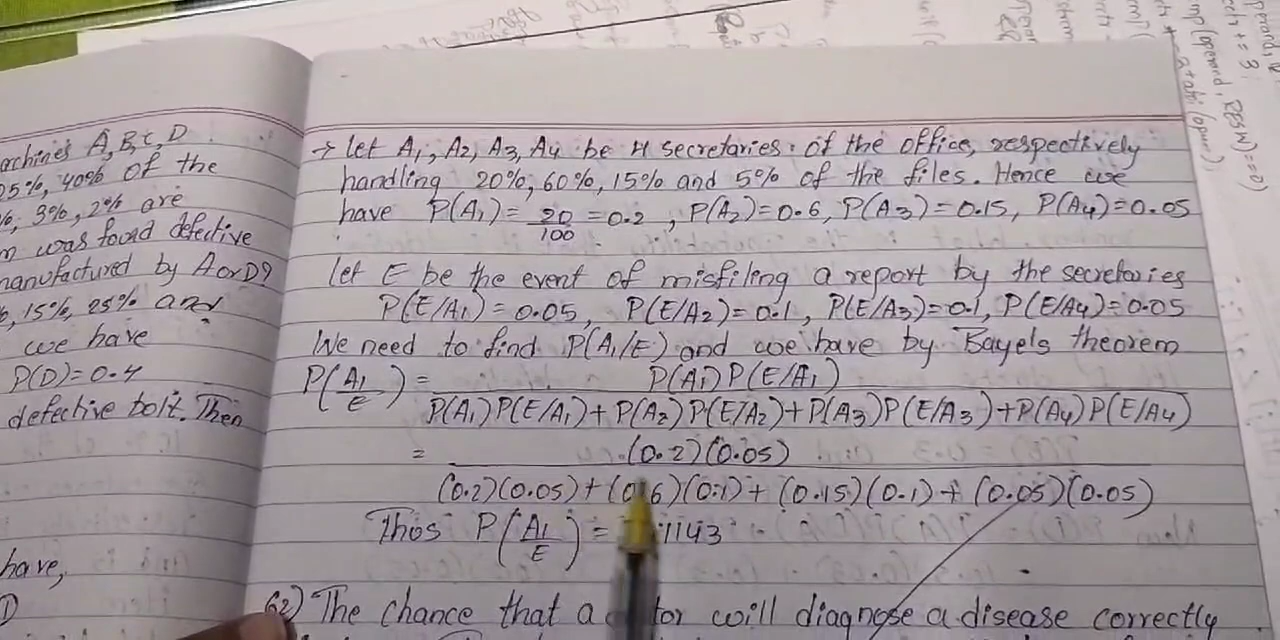 achines A, B, C, D
25%, 40% of the
%, 3%, 2% are
m was found defective
manufactured by A or D?
%, 15%, 25% and
we have
P(D)=0.4
defective bolt. Then
have,
→ let A1, A2, A3, A4 be 4 secretaries of the office, respectively
handling 20%, 60%, 15% and 5% of the files. Hence we
have P(A1) = 20/100 = 0.2, P(A2)=0.6, P(A3)=0.15, P(A4)=0.05
let E be the event of misfiling a report by the secretaries
P(E/A1)=0.05, P(E/A2)=0.1, P(E/A3)=0.1, P(E/A4)=0.05
We need to find P(A1/E) and we have by Bayels theorem
P(A1/E) = P(A1)P(E/A1)
P(A1)P(E/A1)+P(A2)P(E/A2)+P(A3)P(E/A3)+P(A4)P(E/A4)
= (0.2)(0.05)
(0.2)(0.05)+(0.6)(0.1)+(0.15)(0.1)+(0.05)(0.05)
Thos P(A1/E) = 1143
62) The chance that a will diagnose a disease correctly